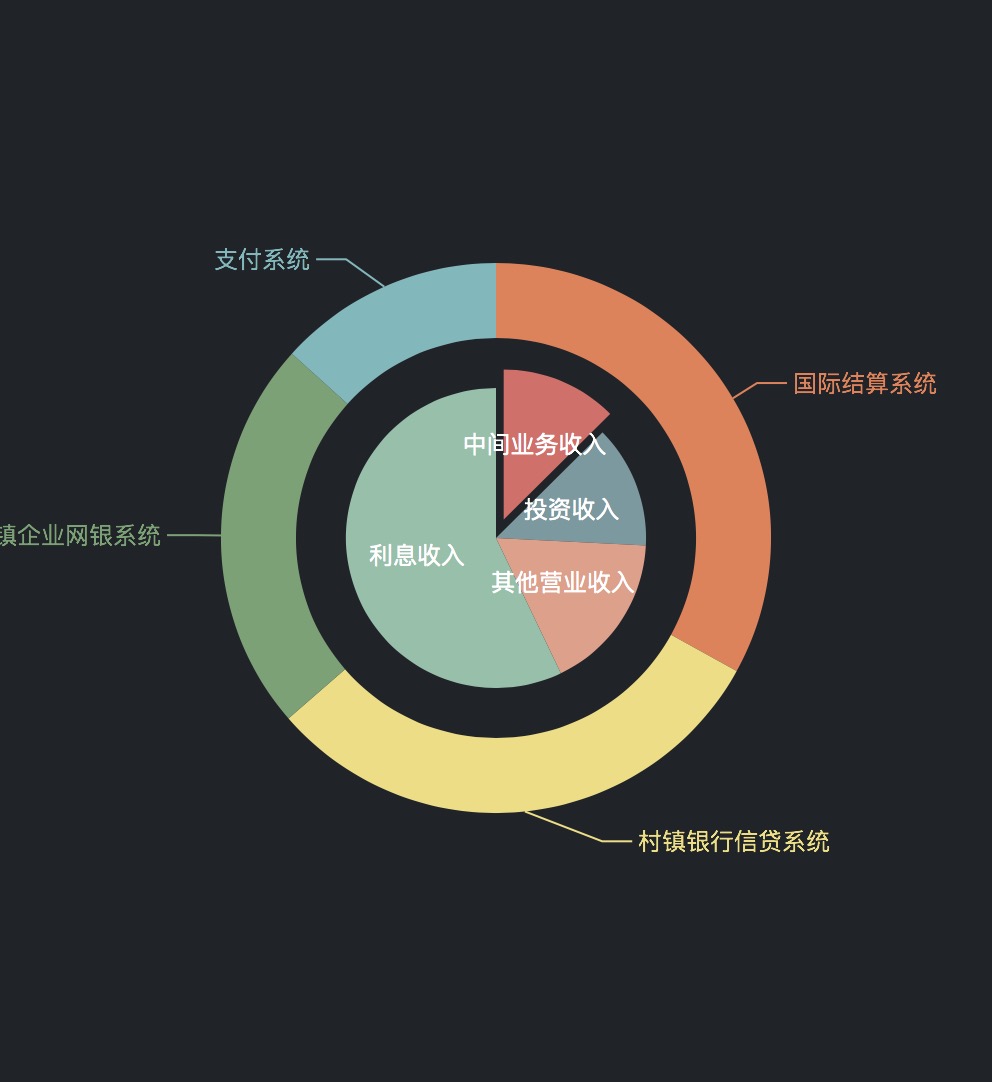 支付系统
国际结算系统
中间业务收入
投资收入
镇企业网银系统
利息收入
其他营业收入
村镇银行信贷系统